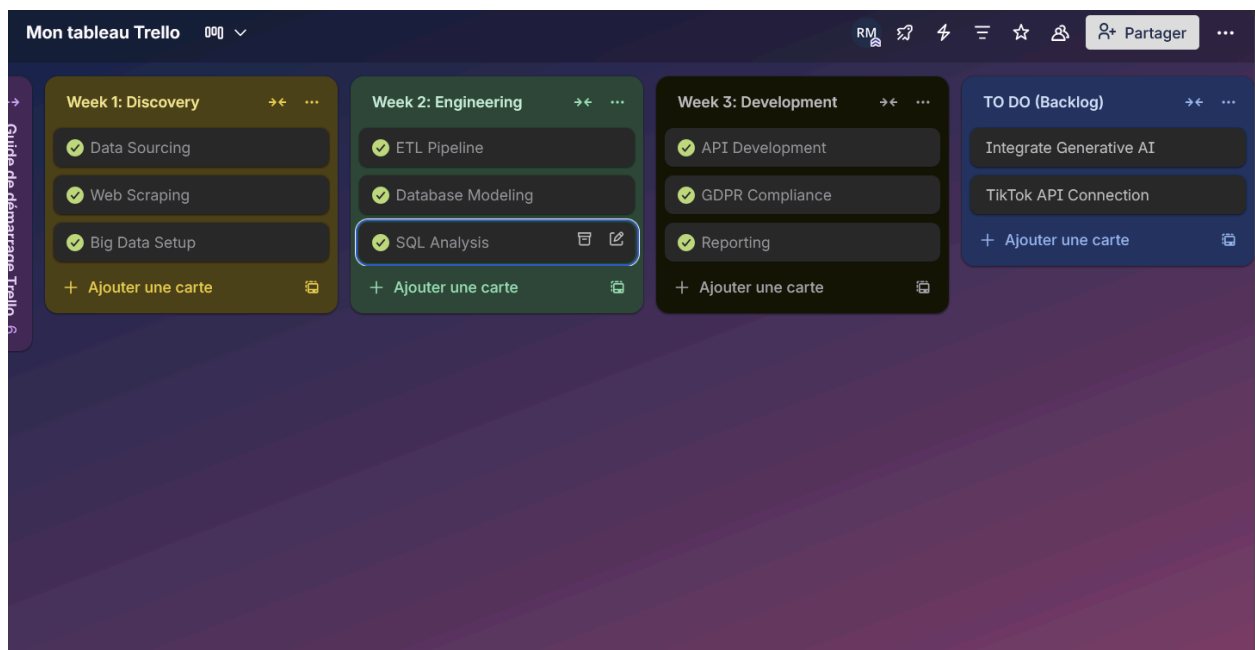 Mon tableau Trello
RM
Partager
Guide de démarrage Trello 6
Week 1: Discovery
Data Sourcing
Web Scraping
Big Data Setup
Ajouter une carte
Week 2: Engineering
ETL Pipeline
Database Modeling
SQL Analysis
Ajouter une carte
Week 3: Development
API Development
GDPR Compliance
Reporting
Ajouter une carte
TO DO (Backlog)
Integrate Generative AI
TikTok API Connection
Ajouter une carte